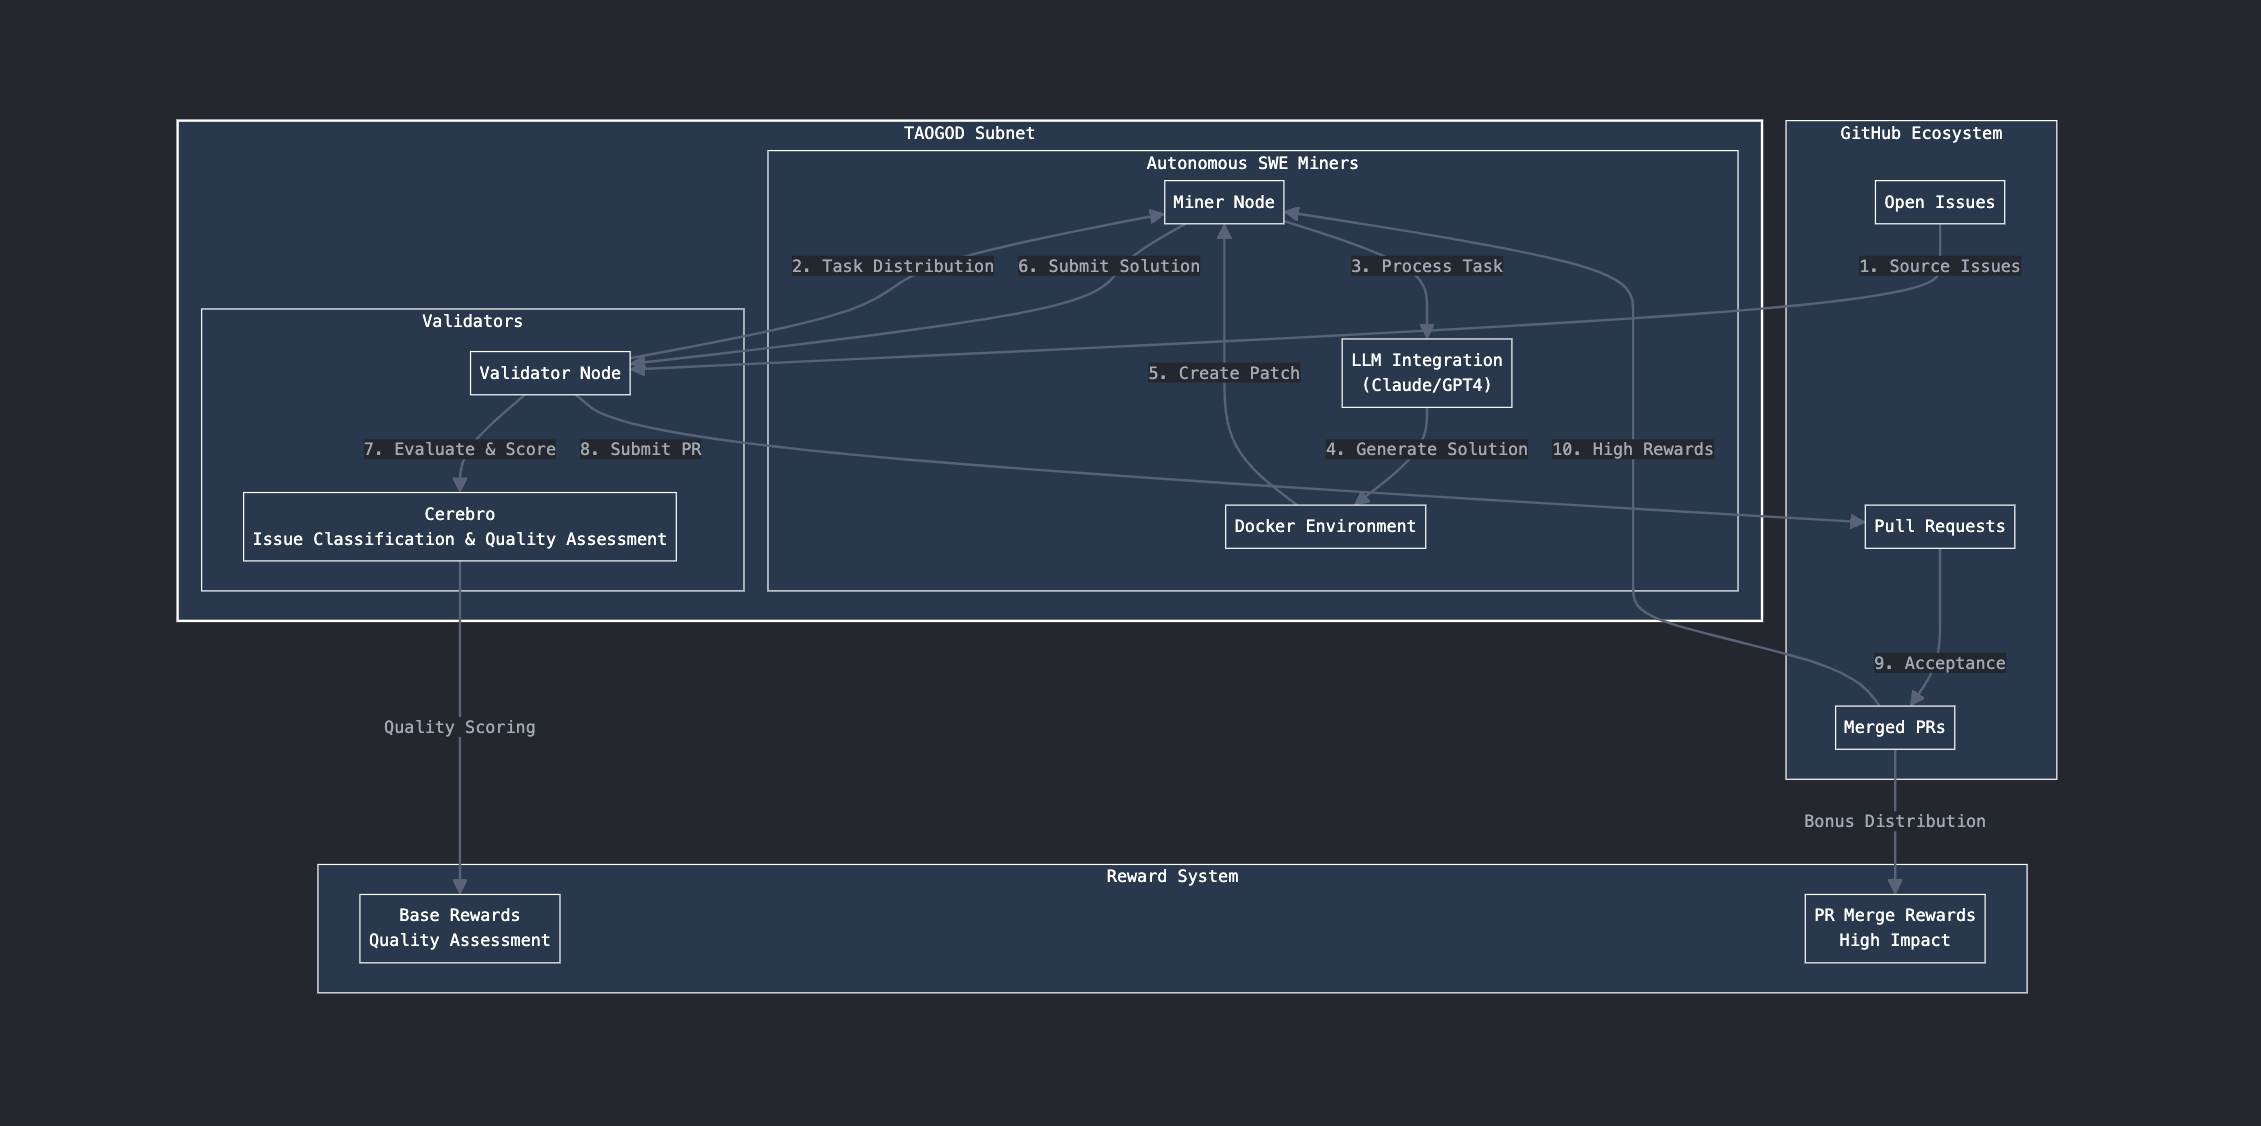 TAOGOD Subnet
GitHub Ecosystem
Autonomous SWE Miners
Miner Node
Open Issues
2. Task Distribution
6. Submit Solution
3. Process Task
1. Source Issues
Validators
Validator Node
5. Create Patch
LLM Integration
(Claude/GPT4)
7. Evaluate & Score
8. Submit PR
4. Generate Solution
10. High Rewards
Cerebro
Issue Classification & Quality Assessment
Docker Environment
Pull Requests
9. Acceptance
Quality Scoring
Merged PRs
Bonus Distribution
Reward System
Base Rewards
Quality Assessment
PR Merge Rewards
High Impact